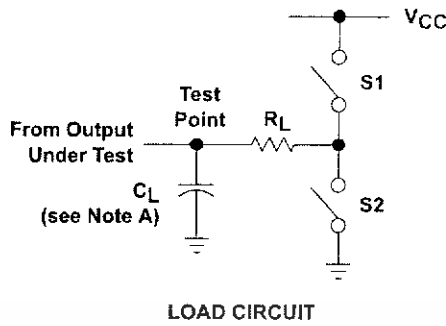 VCC
S1
Test
Point
RL
From Output
Under Test
CL
(see Note A)
S2
LOAD CIRCUIT